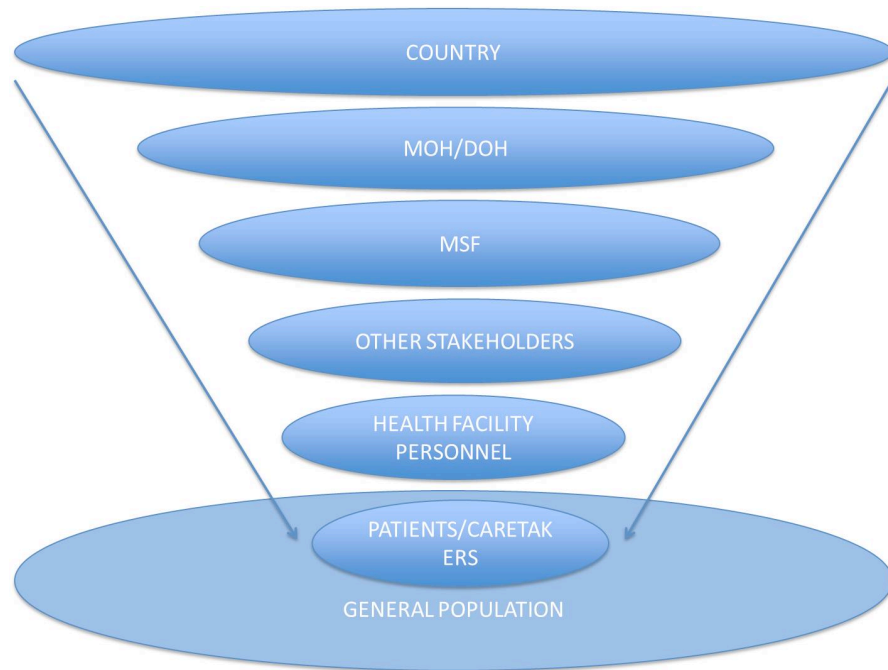 COUNTRY
MOH/DOH
MSF
OTHER STAKEHOLDERS
HEALTH FACILITY
PERSONNEL
PATIENTS/CARETAK
ERS
GENERAL POPULATION